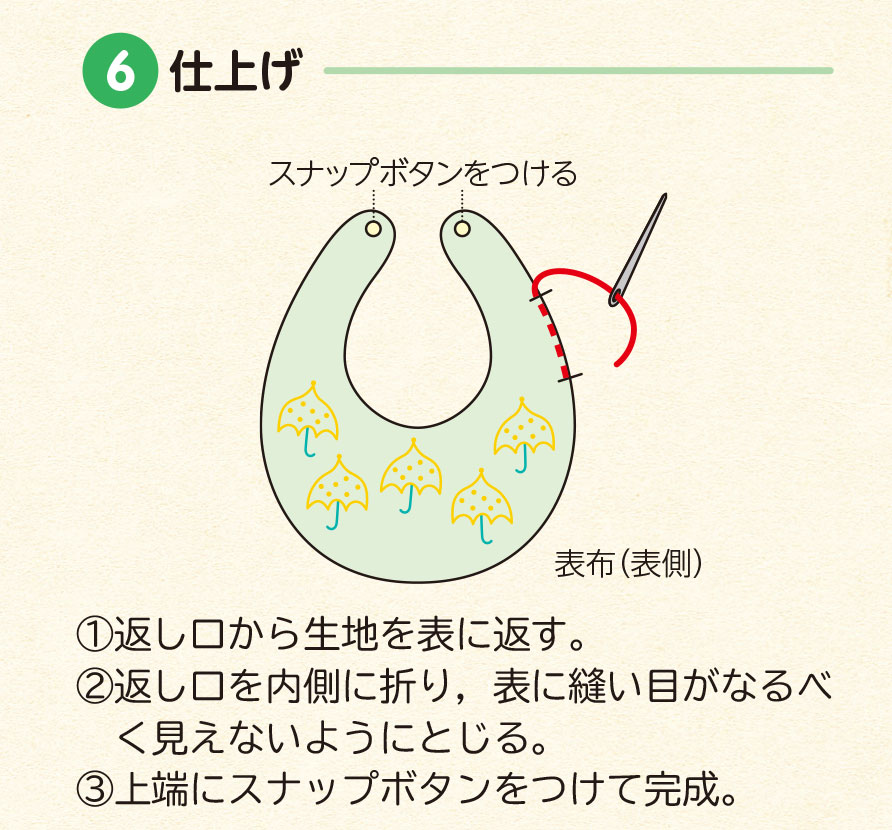 6 仕上げ
スナップボタンをつける
表布(表側)
①返し口から生地を表に返す。
②返し口を内側に折り，表に縫い目がなるべ
く見えないようにとじる。
③上端にスナップボタンをつけて完成。